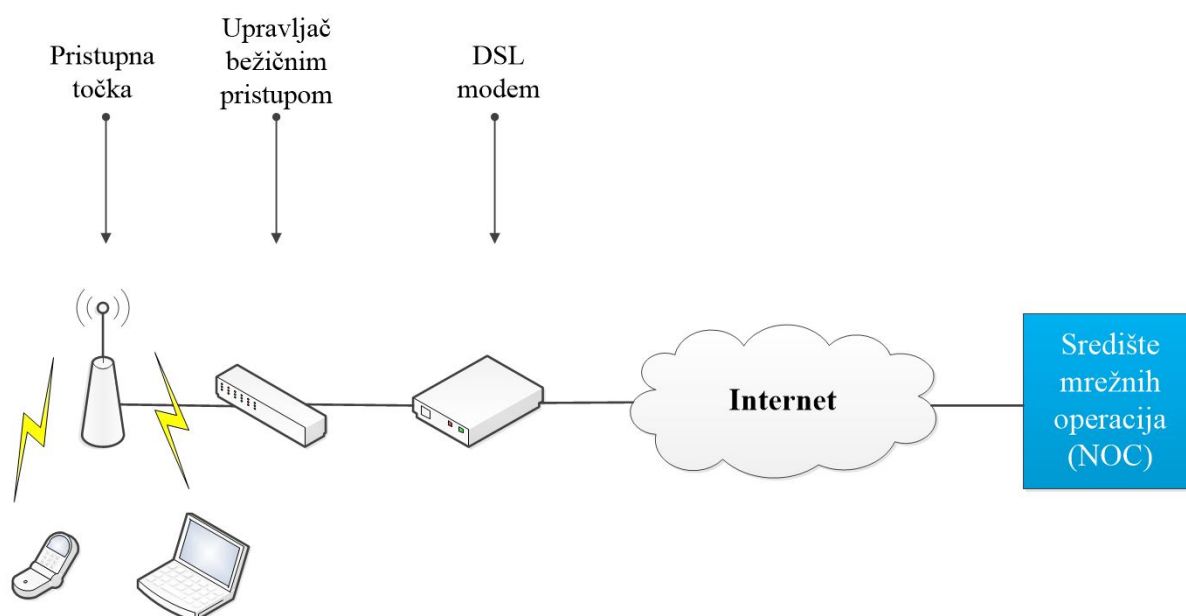 Pristupna
točka
Upravljač
bežičnim
pristupom
DSL
modem
Internet
Središte
mrežnih
operacija
(NOC)